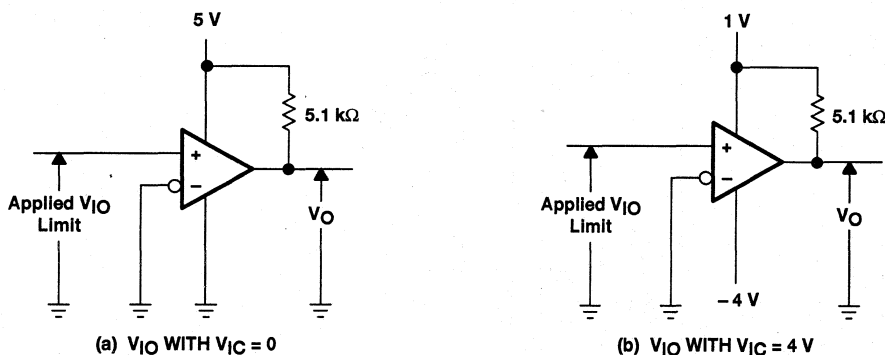 5 V
5.1 kΩ
+
−
Applied VIO
Limit
VO
(a) VIO WITH VIC = 0
1 V
5.1 kΩ
+
−
Applied VIO
Limit
VO
– 4 V
(b) VIO WITH VIC = 4 V